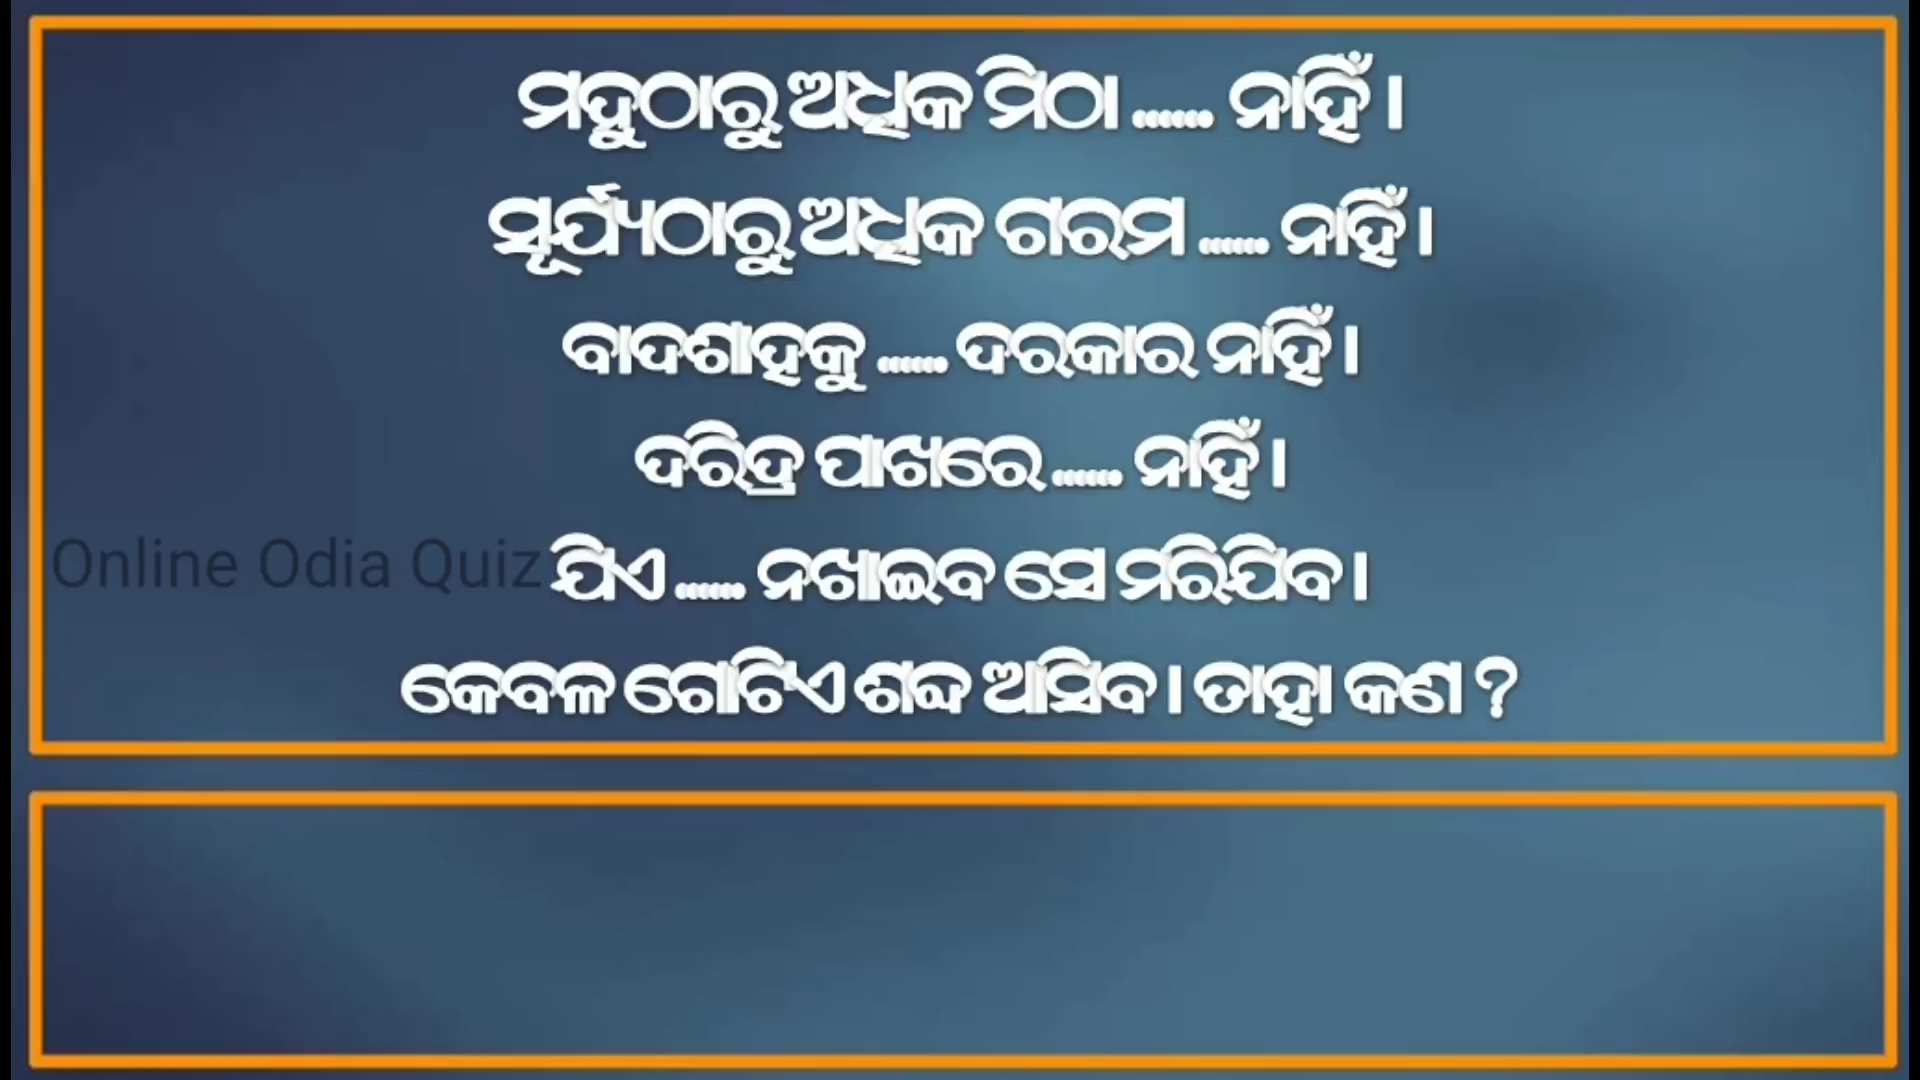 ମହୁଠାରୁ ଅଧିକ ମିଠା ...... ନାହିଁ ।
ସୂର୍ଯ୍ୟଠାରୁ ଅଧିକ ଗରମ ...... ନାହିଁ ।
ବାଦଶାହକୁ ...... ଦରକାର ନାହିଁ ।
ଦରିଦ୍ର ପାଖରେ ...... ନାହିଁ ।
ଯିଏ ...... ନଖାଇବ ସେ ମରିଯିବ ।
କେବଳ ଗୋଟିଏ ଶବ୍ଦ ଆସିବ । ତାହା କଣ ?
Online Odia Quiz